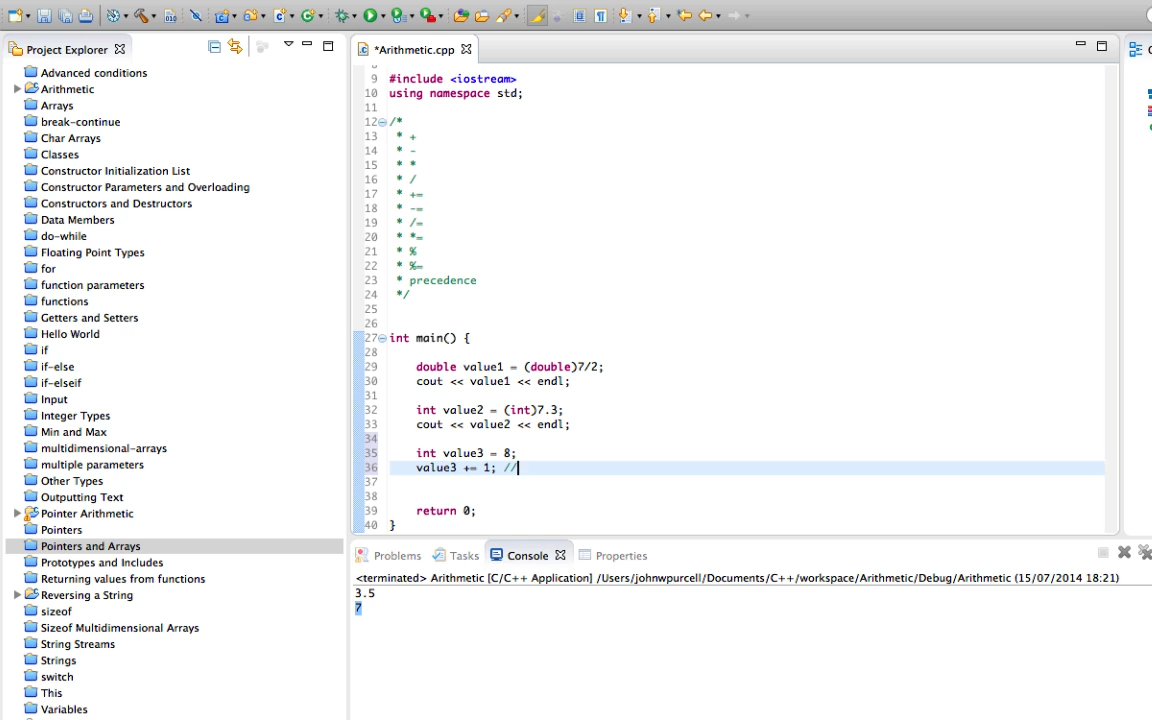 Project Explorer
Advanced conditions
Arithmetic
Arrays
break-continue
Char Arrays
Classes
Constructor Initialization List
Constructor Parameters and Overloading
Constructors and Destructors
Data Members
do-while
Floating Point Types
for
function parameters
functions
Getters and Setters
Hello World
if
if-else
if-elseif
Input
Integer Types
Min and Max
multidimensional-arrays
multiple parameters
Other Types
Outputting Text
Pointer Arithmetic
Pointers
Pointers and Arrays
Prototypes and Includes
Returning values from functions
Reversing a String
sizeof
Sizeof Multidimensional Arrays
String Streams
Strings
switch
This
Variables
*Arithmetic.cpp
9 #include <iostream>
10 using namespace std;
11
12 /*
13 * +
14 * -
15 * *
16 * /
17 * +=
18 * -=
19 * /=
20 * *=
21 * %
22 * %=
23 * precedence
24 */
25
26
27 int main() {
28
29 double value1 = (double)7/2;
30 cout << value1 << endl;
31
32 int value2 = (int)7.3;
33 cout << value2 << endl;
34
35 int value3 = 8;
36 value3 += 1; //
37
38
39 return 0;
40 }
Problems Tasks Console Properties
<terminated> Arithmetic [C/C++ Application] /Users/johnwpurcell/Documents/C++/workspace/Arithmetic/Debug/Arithmetic (15/07/2014 18:21)
3.5
7